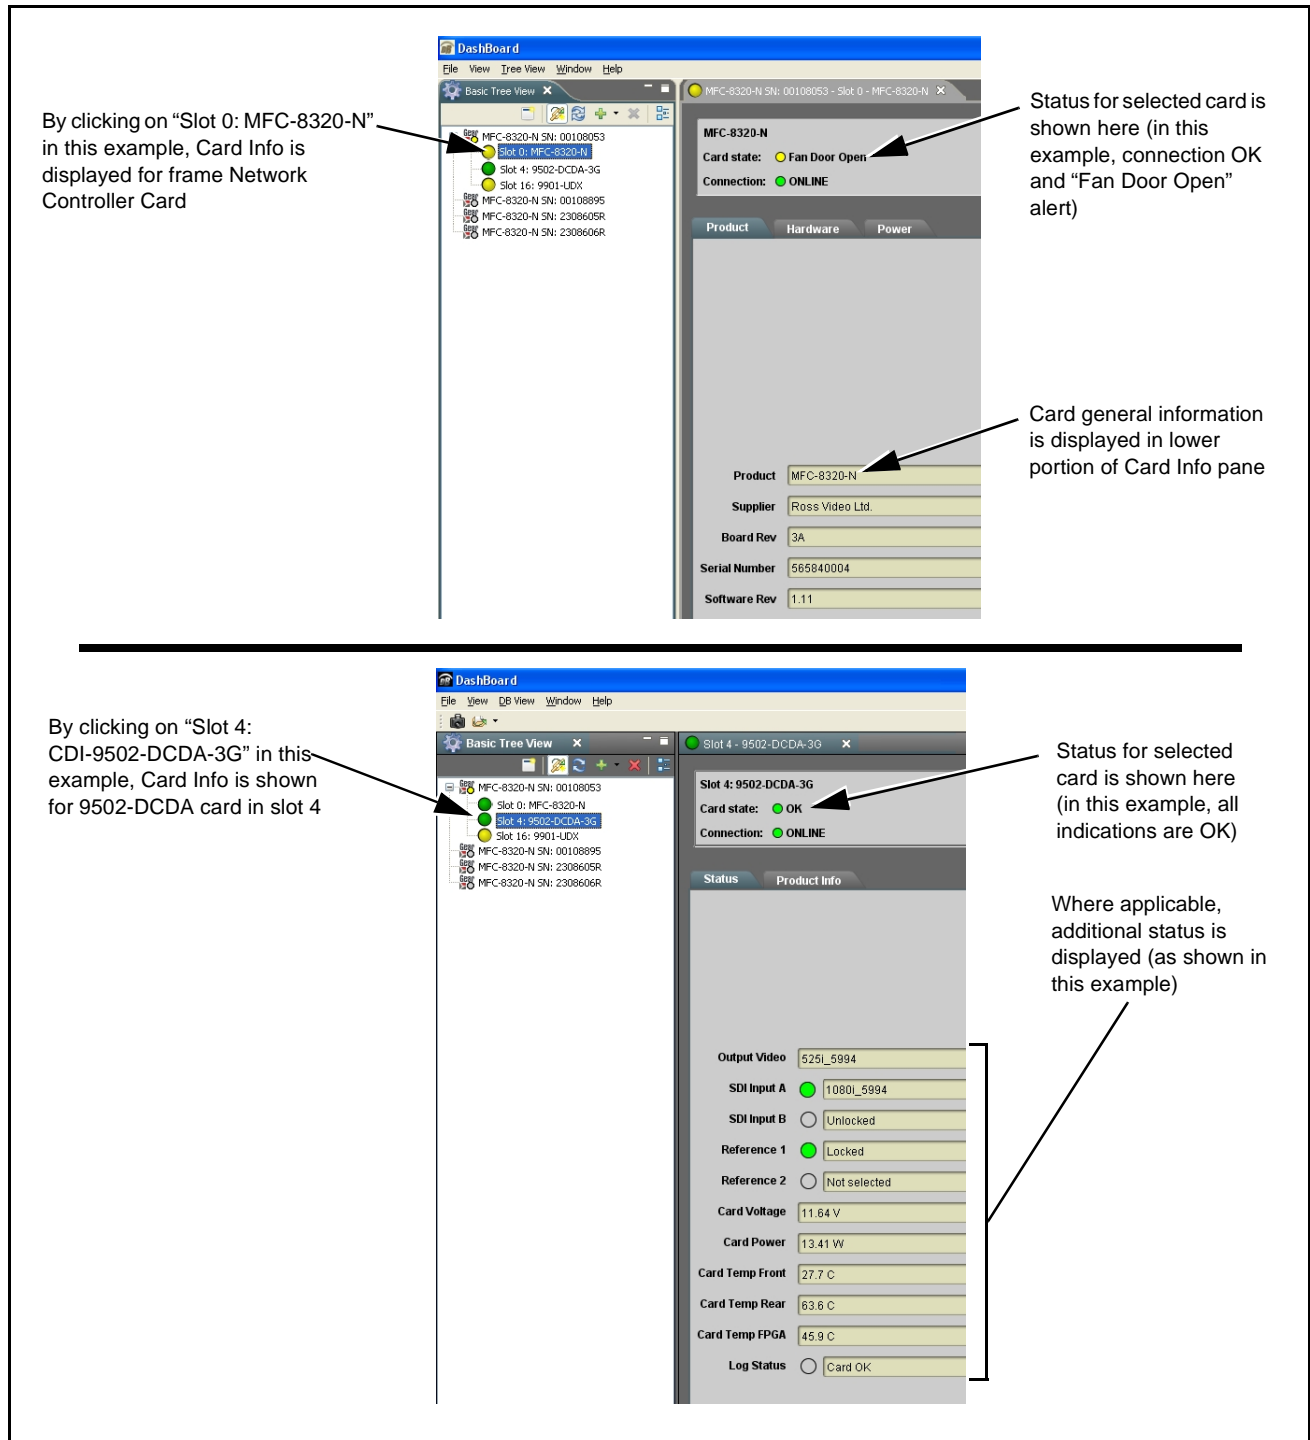 DashBoard
File View Tree View Window Help
Basic Tree View
MFC-8320-N SN: 00108053 - Slot 0 - MFC-8320-N
By clicking on “Slot 0: MFC-8320-N”
in this example, Card Info is
displayed for frame Network
Controller Card
MFC-8320-N SN: 00108053
Slot 0: MFC-8320-N
Slot 4: 9502-DCDA-3G
Slot 16: 9901-UDX
MFC-8320-N SN: 00108895
MFC-8320-N SN: 2308605R
MFC-8320-N SN: 2308606R
MFC-8320-N
Card state: Fan Door Open
Connection: ONLINE
Status for selected card is
shown here (in this
example, connection OK
and “Fan Door Open”
alert)
Product Hardware Power
Card general information
is displayed in lower
portion of Card Info pane
Product MFC-8320-N
Supplier Ross Video Ltd.
Board Rev 3A
Serial Number 565840004
Software Rev 1.11
DashBoard
File View DB View Window Help
Basic Tree View
Slot 4 - 9502-DCDA-3G
By clicking on “Slot 4:
CDI-9502-DCDA-3G” in this
example, Card Info is shown
for 9502-DCDA card in slot 4
MFC-8320-N SN: 00108053
Slot 0: MFC-8320-N
Slot 4: 9502-DCDA-3G
Slot 16: 9901-UDX
MFC-8320-N SN: 00108895
MFC-8320-N SN: 2308605R
MFC-8320-N SN: 2308606R
Slot 4: 9502-DCDA-3G
Card state: OK
Connection: ONLINE
Status for selected
card is shown here
(in this example, all
indications are OK)
Status Product Info
Where applicable,
additional status is
displayed (as shown in
this example)
Output Video 525i_5994
SDI Input A 1080i_5994
SDI Input B Unlocked
Reference 1 Locked
Reference 2 Not selected
Card Voltage 11.64 V
Card Power 13.41 W
Card Temp Front 27.7 C
Card Temp Rear 63.6 C
Card Temp FPGA 45.9 C
Log Status Card OK